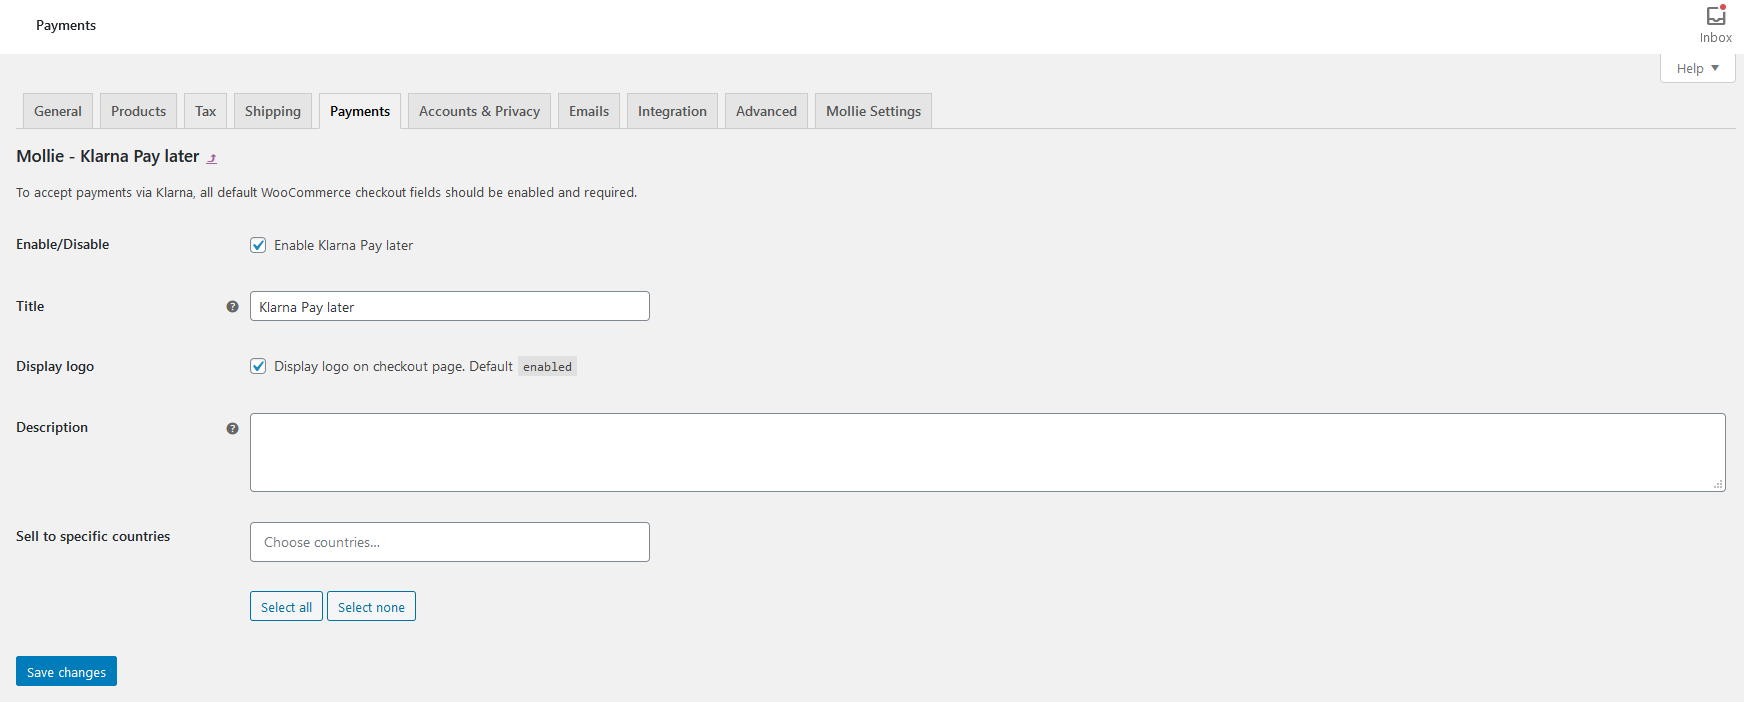 Payments
Inbox
Help
General Products Tax Shipping Payments Accounts & Privacy Emails Integration Advanced Mollie Settings
Mollie - Klarna Pay later
To accept payments via Klarna, all default WooCommerce checkout fields should be enabled and required.
Enable/Disable Enable Klarna Pay later
Title Klarna Pay later
Display logo Display logo on checkout page. Default enabled
Description
Sell to specific countries Choose countries...
Select all Select none
Save changes